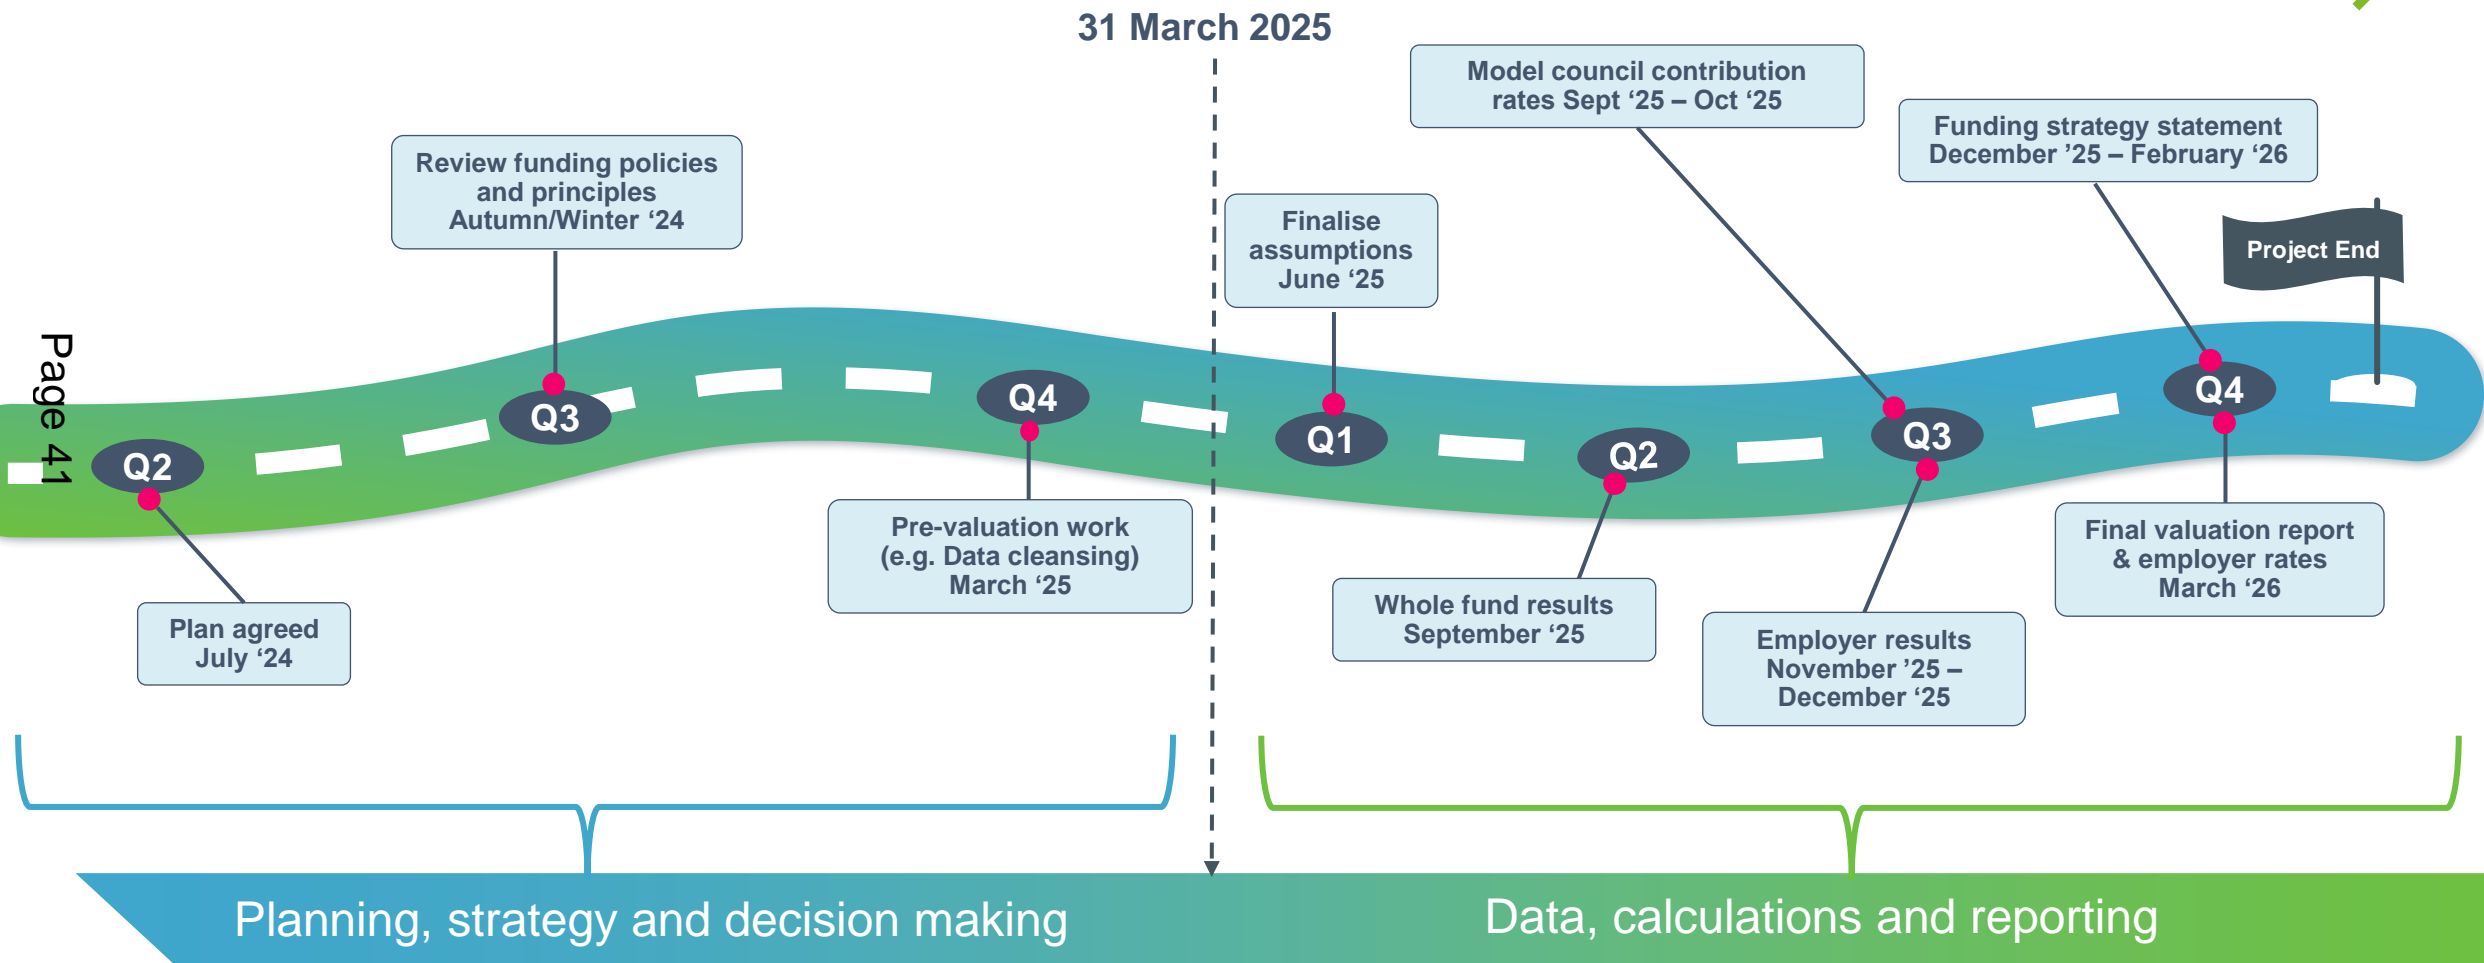 31 March 2025
Model council contribution
rates Sept ‘25 – Oct ‘25
Funding strategy statement
December ’25 – February ‘26
Review funding policies
and principles
Autumn/Winter ‘24
Finalise
assumptions
June ‘25
Project End
Page 41
Q2
Q3
Q4
Q1
Q2
Q3
Q4
Plan agreed
July ‘24
Pre-valuation work
(e.g. Data cleansing)
March ‘25
Whole fund results
September ‘25
Employer results
November ’25 –
December ‘25
Final valuation report
& employer rates
March ‘26
Planning, strategy and decision making
Data, calculations and reporting